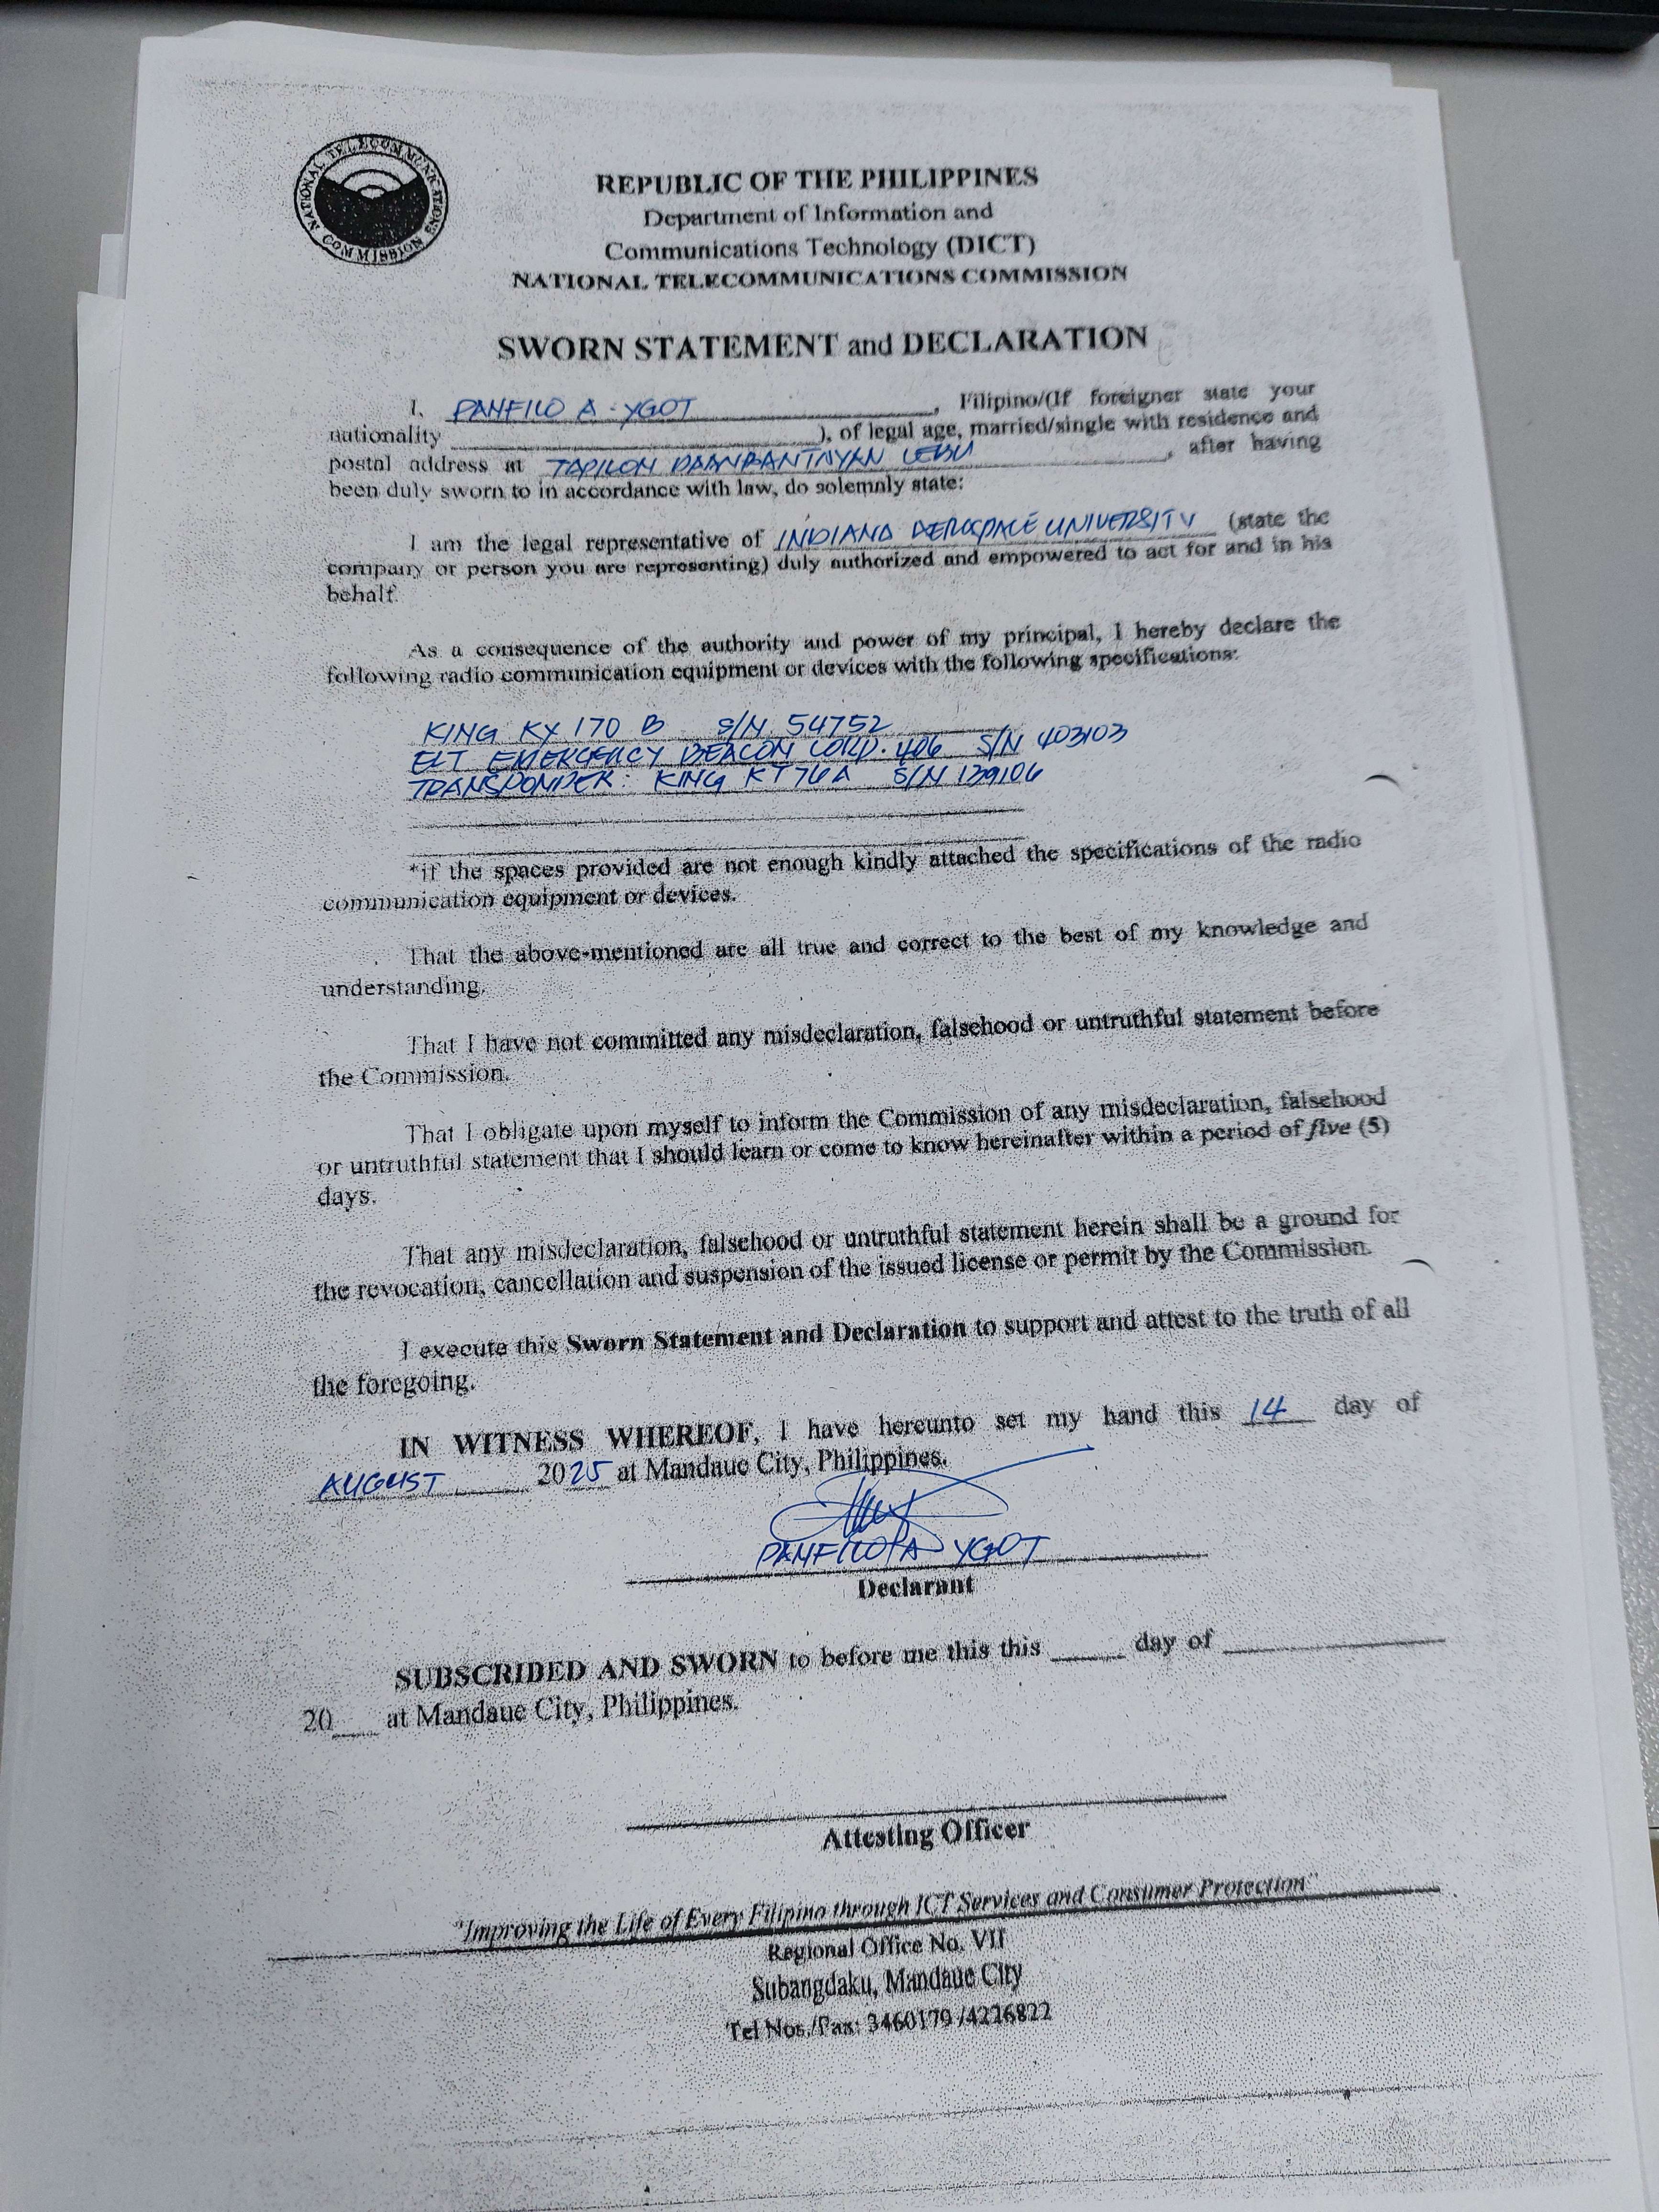 NATIONAL TELECOMMUNICATIONS COMMISSION
REPUBLIC OF THE PHILIPPINES
Department of Information and
Communications Technology (DICT)
NATIONAL TELECOMMUNICATIONS COMMISSION
SWORN STATEMENT and DECLARATION
I, PANFILO A. YGOT, Filipino/(If foreigner state your
nationality ), of legal age, married/single with residence and
postal address at TAPILON DAANBANTAYAN CEBU, after having
been duly sworn to in accordance with law, do solemnly state:
I am the legal representative of INDIANA AEROSPACE UNIVERSITY (state the
company or person you are representing) duly authorized and empowered to act for and in his
behalf.
As a consequence of the authority and power of my principal, I hereby declare the
following radio communication equipment or devices with the following specifications:
KING KX 170 B S/N 54752
ELT EMERGENCY BEACON CORP. 406 S/N 403103
TRANSPONDER: KING KT 76 A S/N 139106
*if the spaces provided are not enough kindly attached the specifications of the radio
communication equipment or devices.
That the above-mentioned are all true and correct to the best of my knowledge and
understanding.
That I have not committed any misdeclaration, falsehood or untruthful statement before
the Commission.
That I obligate upon myself to inform the Commission of any misdeclaration, falsehood
or untruthful statement that I should learn or come to know hereinafter within a period of five (5)
days.
That any misdeclaration, falsehood or untruthful statement herein shall be a ground for
the revocation, cancellation and suspension of the issued license or permit by the Commission.
I execute this Sworn Statement and Declaration to support and attest to the truth of all
the foregoing.
IN WITNESS WHEREOF, I have hereunto set my hand this 14 day of
AUGUST 2025 at Mandaue City, Philippines.
PANFILO A YGOT
Declarant
SUBSCRIBED AND SWORN to before me this this day of
20 at Mandaue City, Philippines.
Attesting Officer
"Improving the Life of Every Filipino through ICT Services and Consumer Protection"
Regional Office No. VII
Subangdaku, Mandaue City
Tel Nos./Fax: 3460179 /4226822